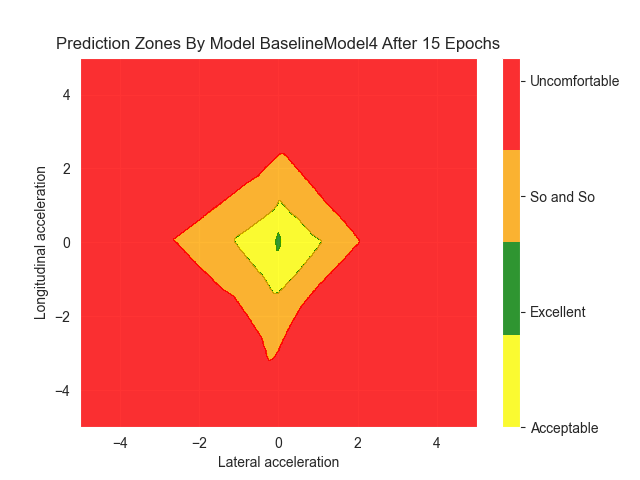 Prediction Zones By Model BaselineModel4 After 15 Epochs
4
2
0
−2
−4
−4
−2
0
2
4
Longitudinal acceleration
Lateral acceleration
Uncomfortable
So and So
Excellent
Acceptable